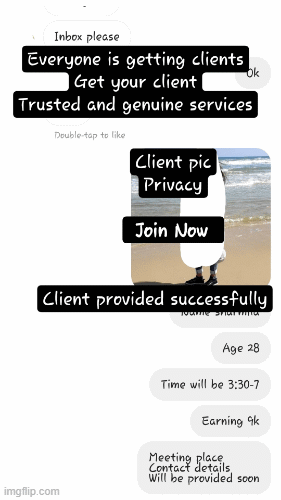 Inbox please
Everyone is getting clients
Ok
Get your client
Trusted and genuine services
Double-tap to like
Client pic
Privacy
Join Now
Client provided successfully
Age 28
Time will be 3:30-7
Earning 9k
Meeting place
Contact details
Will be provided soon
imgflip.com